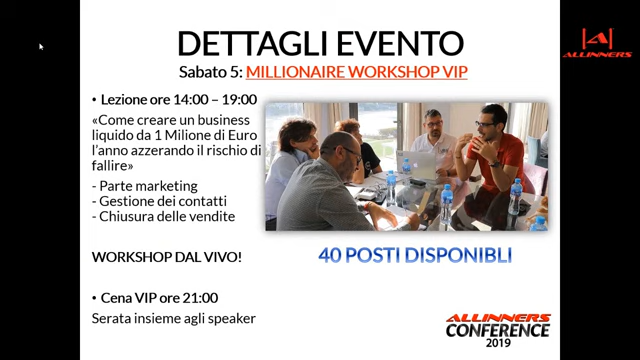 DETTAGLI EVENTO
Sabato 5: MILLIONAIRE WORKSHOP VIP
• Lezione ore 14:00 – 19:00
«Come creare un business
liquido da 1 Milione di Euro
l'anno azzerando il rischio di
fallire»
- Parte marketing
- Gestione dei contatti
- Chiusura delle vendite
WORKSHOP DAL VIVO!
40 POSTI DISPONIBLI
• Cena VIP ore 21:00
Serata insieme agli speaker
ALLINNERS
CONFERENCE
2019
ALLINNERS